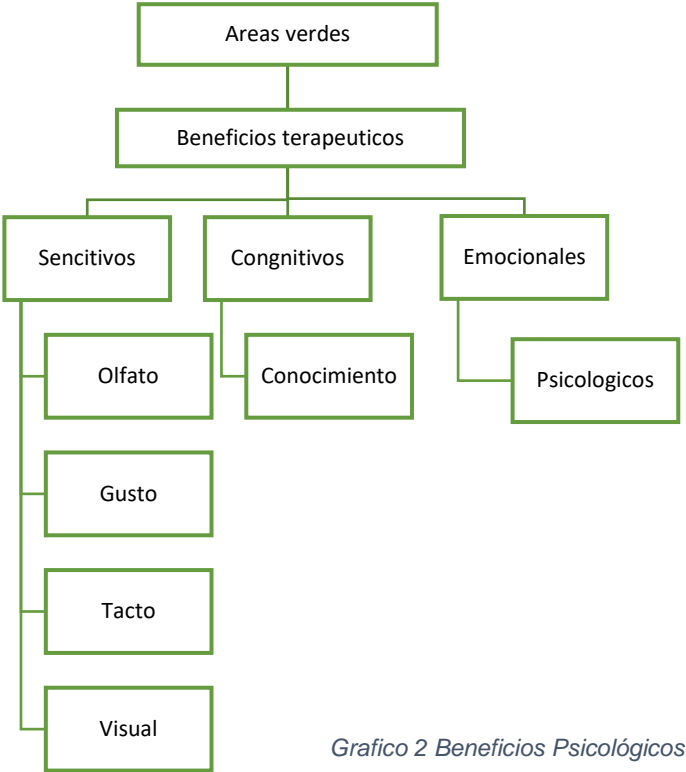 Areas verdes
Beneficios terapeuticos
Sencitivos
Congnitivos
Emocionales
Olfato
Conocimiento
Psicologicos
Gusto
Tacto
Visual
Grafico 2 Beneficios Psicológicos